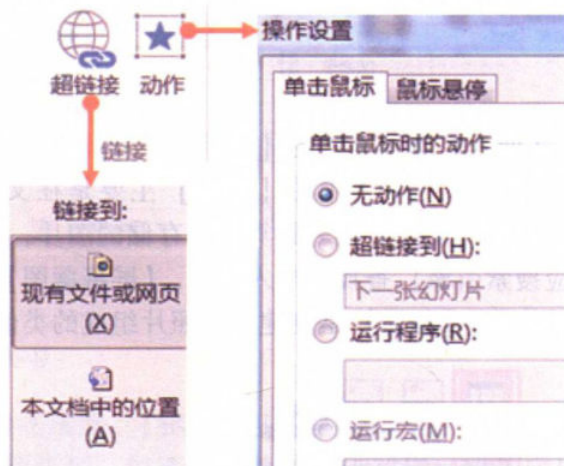 超链接 动作
链接
链接到:
现有文件或网页
(X)
本文档中的位置
(A)
操作设置
单击鼠标 鼠标悬停
单击鼠标时的动作
无动作(N)
超链接到(H):
下一张幻灯片
运行程序(R):
运行宏(M):